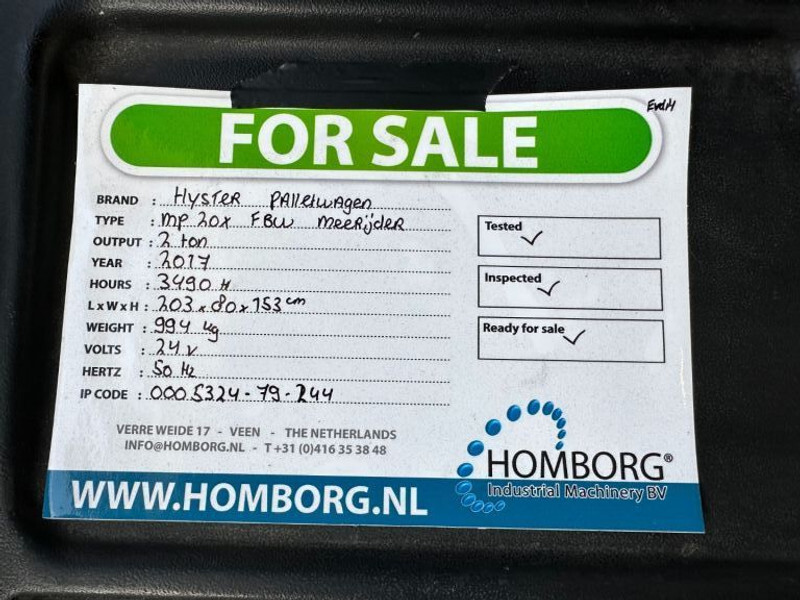 EvdH
FOR SALE
BRAND : HYSTER palletwagen
TYPE : MP 20X FBW MEERijDER
OUTPUT : 2 ton
YEAR : 2017
HOURS : 3490 H
L x W x H : 203 x 80 x 153 cm
WEIGHT : 994 kg
VOLTS : 24 V
HERTZ : 50 Hz
IP CODE : 0005324-79-244
Tested ✓
Inspected ✓
Ready for sale ✓
VERRE WEIDE 17 - VEEN - THE NETHERLANDS
INFO@HOMBORG.NL - T +31 (0)416 35 38 48
HOMBORG®
Industrial Machinery BV
WWW.HOMBORG.NL